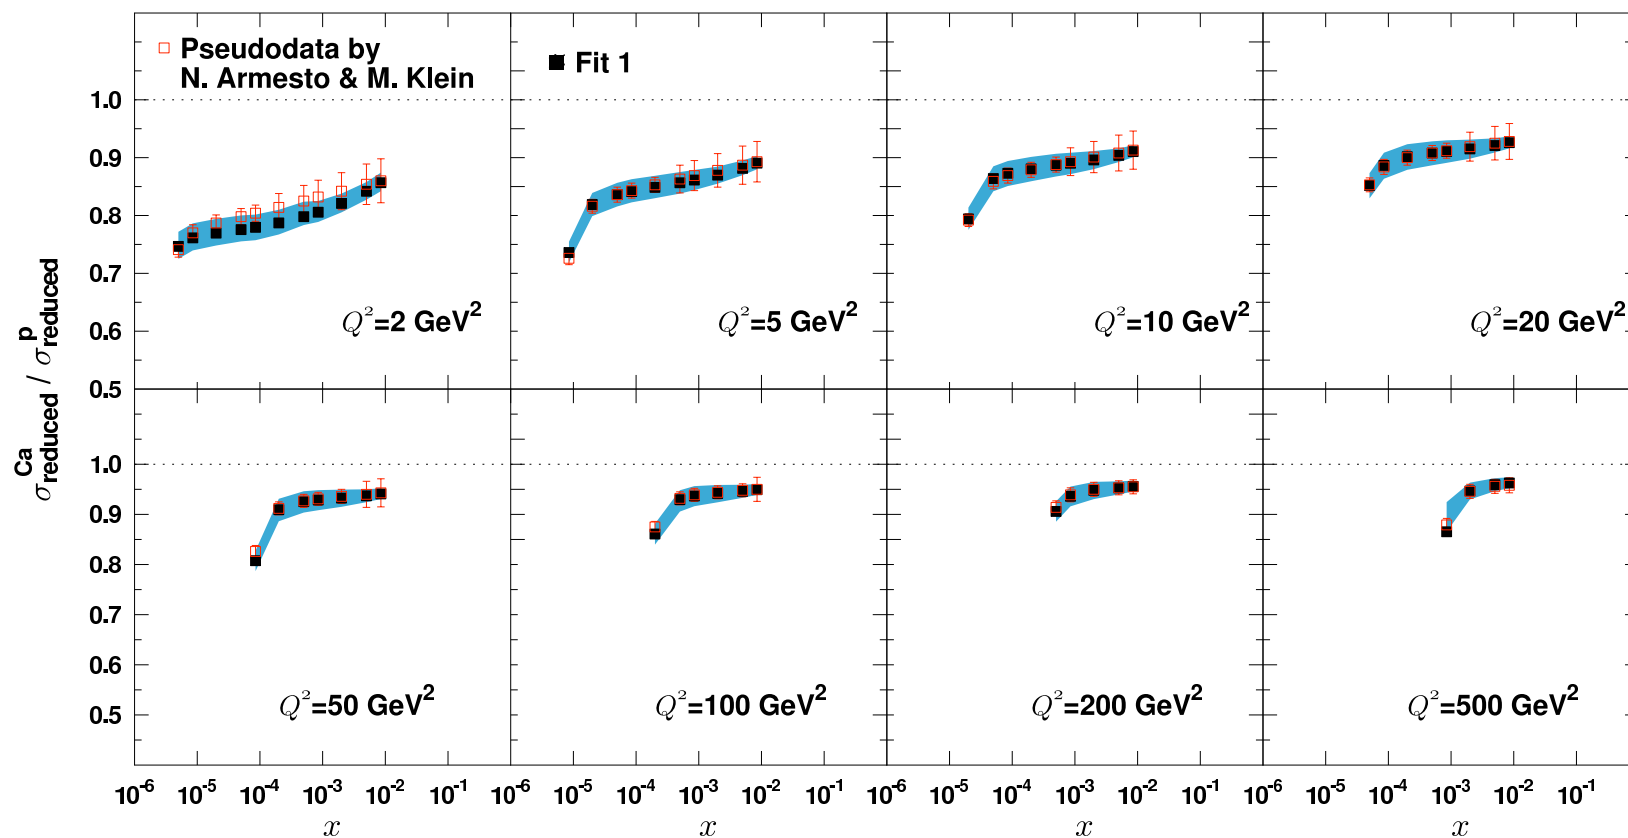 Pseudodata by
N. Armesto & M. Klein
Fit 1
1.0
0.9
0.8
0.7
0.6
0.5
Q²=2 GeV²
Q²=5 GeV²
Q²=10 GeV²
Q²=20 GeV²
σ^Ca_reduced / σ^p_reduced
1.0
0.9
0.8
0.7
0.6
0.5
Q²=50 GeV²
Q²=100 GeV²
Q²=200 GeV²
Q²=500 GeV²
10⁻⁶ 10⁻⁵ 10⁻⁴ 10⁻³ 10⁻² 10⁻¹ 10⁻⁶ 10⁻⁵ 10⁻⁴ 10⁻³ 10⁻² 10⁻¹ 10⁻⁶ 10⁻⁵ 10⁻⁴ 10⁻³ 10⁻² 10⁻¹ 10⁻⁶ 10⁻⁵ 10⁻⁴ 10⁻³ 10⁻² 10⁻¹
x x x x